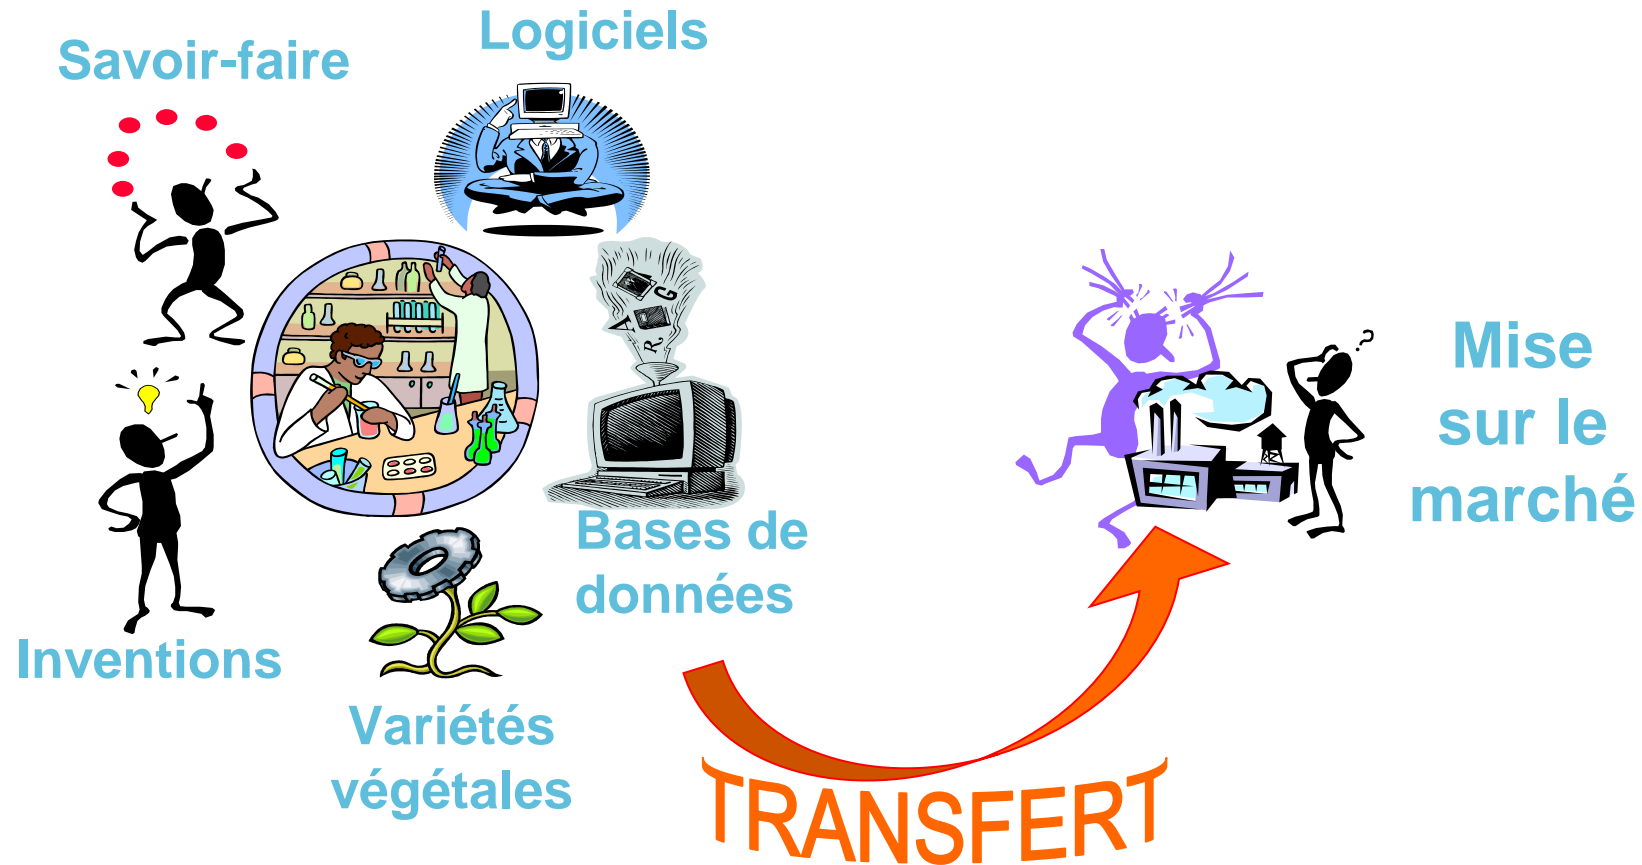 Logiciels
Savoir-faire
Bases de
données
Inventions
Variétés
végétales
TRANSFERT
?
Mise
sur le
marché